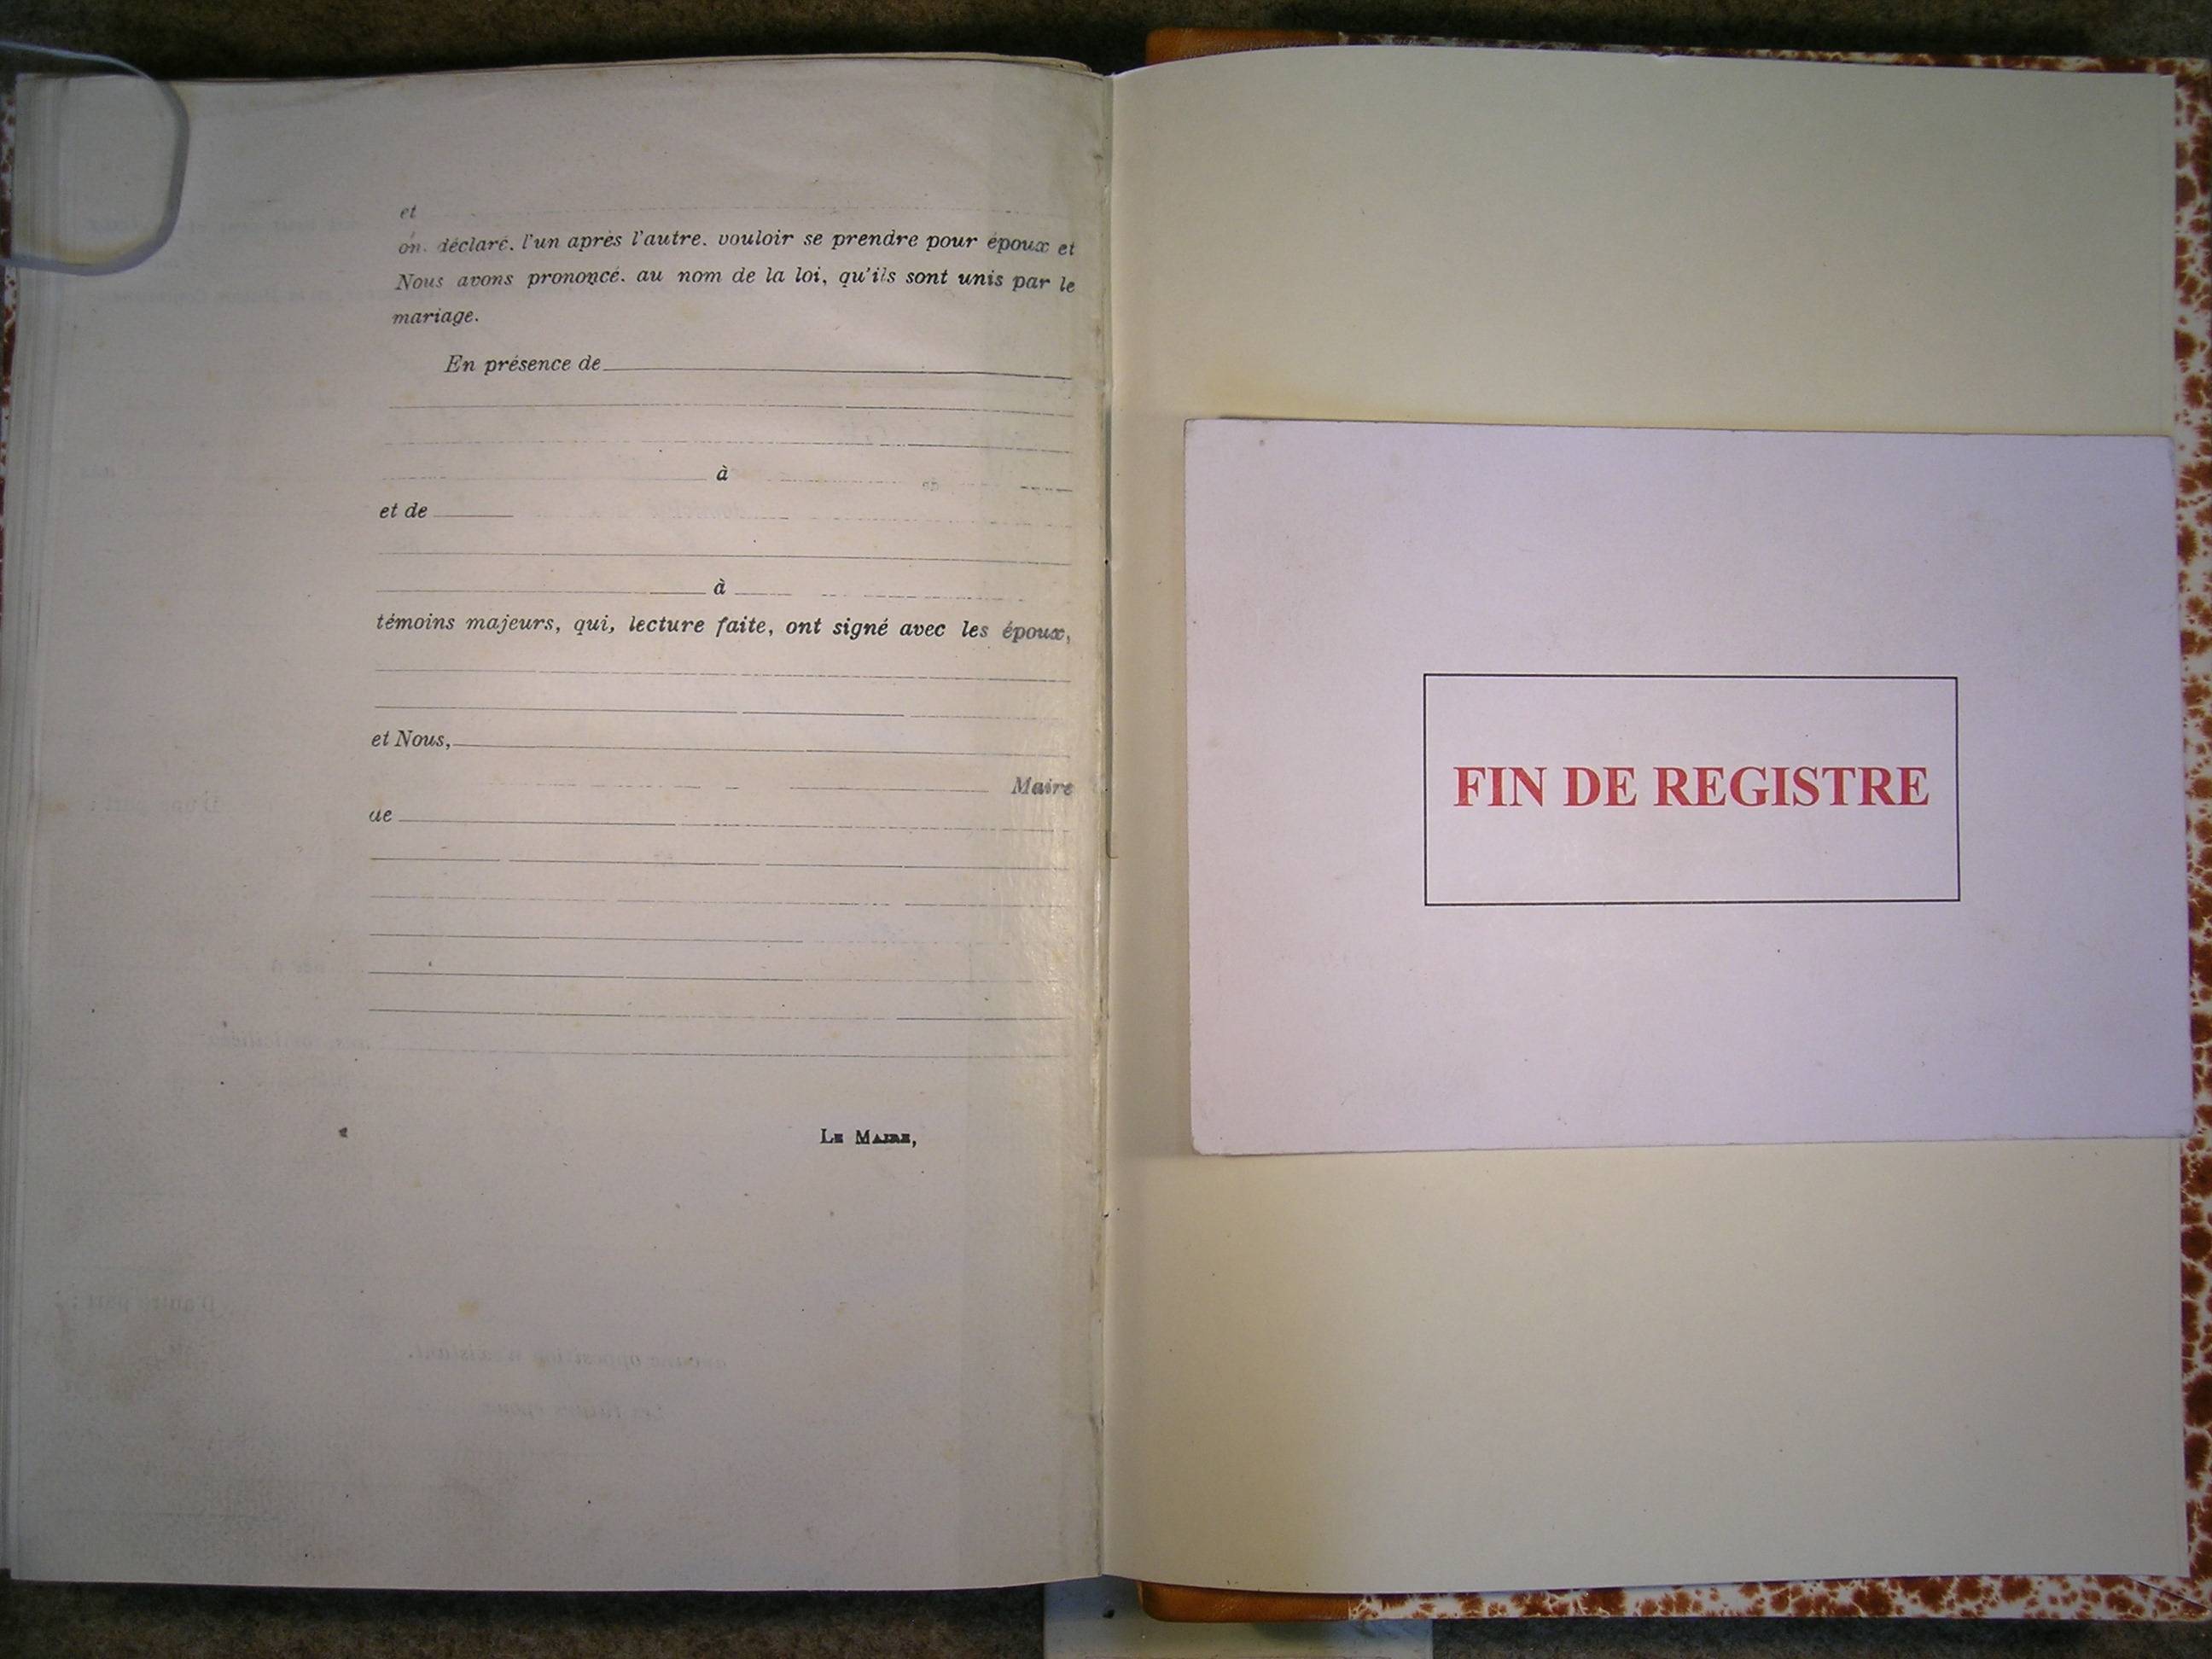 et
on. déclaré. l'un après l'autre. vouloir se prendre pour époux et
Nous avons prononcé. au nom de la loi, qu'ils sont unis par le
mariage.
En présence de
à
et de
à
témoins majeurs, qui, lecture faite, ont signé avec les époux,
et Nous,
Maire
de
LE MAIRE,
FIN DE REGISTRE